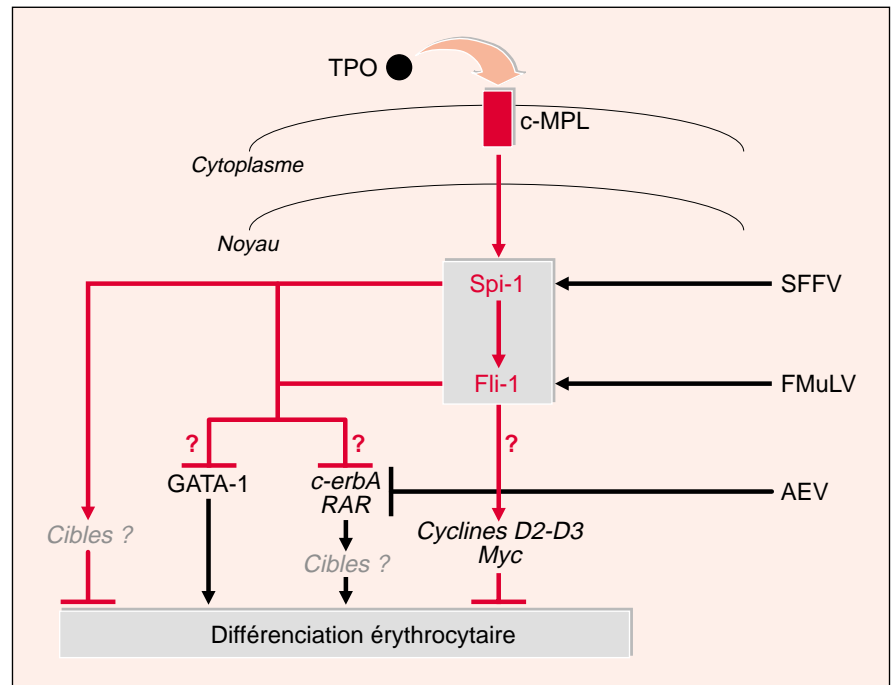 TPO
c-MPL
Cytoplasme
Noyau
Spi-1
SFFV
Fli-1
FMuLV
?
?
?
GATA-1
c-erbA
RAR
AEV
Cyclines D2-D3
Myc
Cibles ?
Cibles ?
Différenciation érythrocytaire